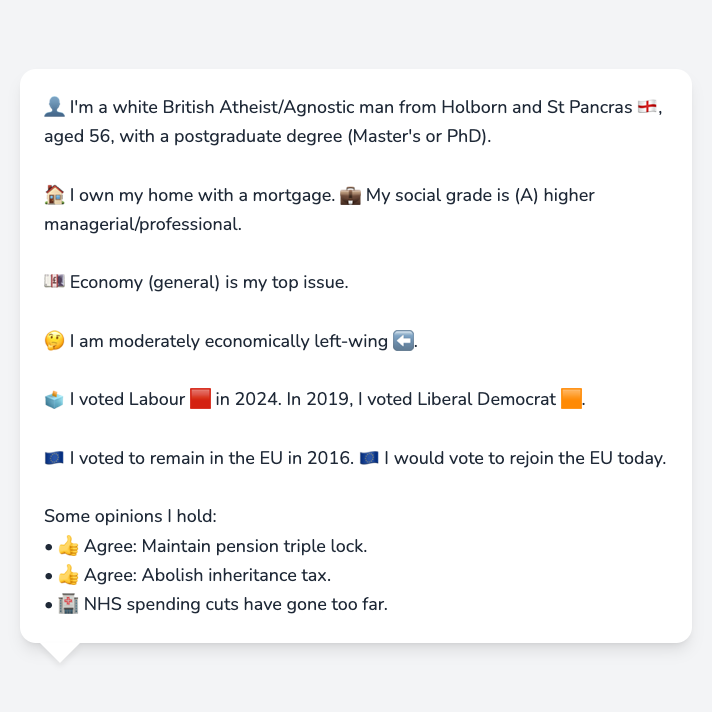 👤 I'm a white British Atheist/Agnostic man from Holborn and St Pancras 🏴󠁧󠁢󠁥󠁮󠁧󠁿,
aged 56, with a postgraduate degree (Master's or PhD).
🏠 I own my home with a mortgage. 💼 My social grade is (A) higher
managerial/professional.
💷 Economy (general) is my top issue.
🤔 I am moderately economically left-wing ⬅️.
🗳️ I voted Labour 🟥 in 2024. In 2019, I voted Liberal Democrat 🟧.
🇪🇺 I voted to remain in the EU in 2016. 🇪🇺 I would vote to rejoin the EU today.
Some opinions I hold:
• 👍 Agree: Maintain pension triple lock.
• 👍 Agree: Abolish inheritance tax.
• 🏥 NHS spending cuts have gone too far.